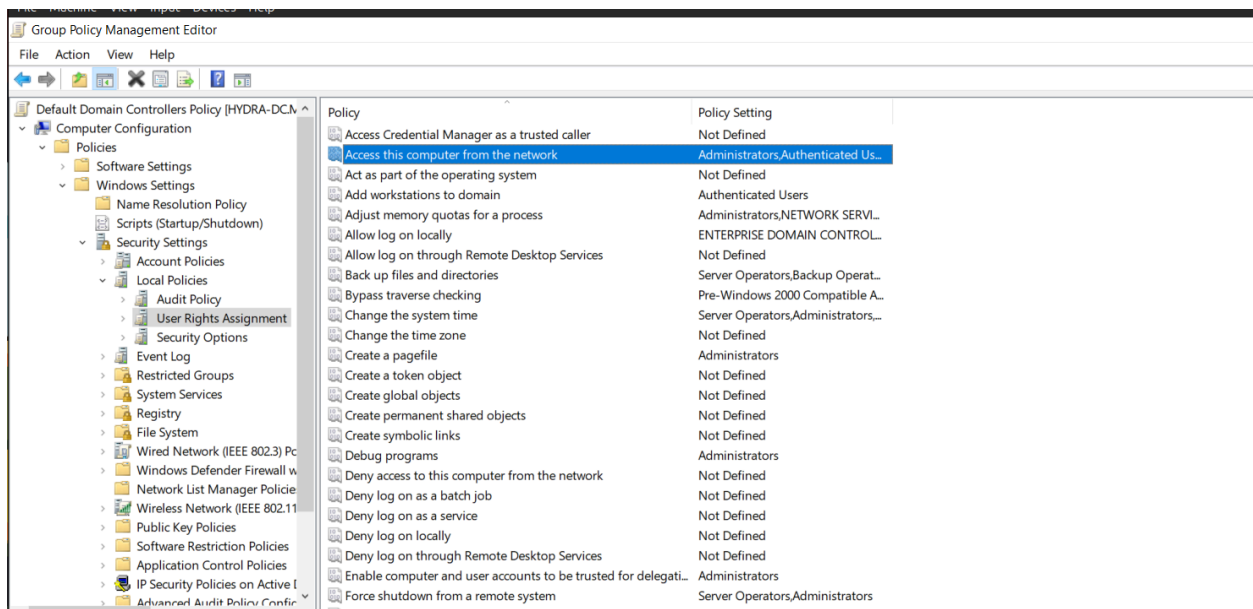 File Machine View Input Devices Help
Group Policy Management Editor
File Action View Help
Default Domain Controllers Policy [HYDRA-DC.M
Computer Configuration
Policies
Software Settings
Windows Settings
Name Resolution Policy
Scripts (Startup/Shutdown)
Security Settings
Account Policies
Local Policies
Audit Policy
User Rights Assignment
Security Options
Event Log
Restricted Groups
System Services
Registry
File System
Wired Network (IEEE 802.3) Pc
Windows Defender Firewall w
Network List Manager Policie
Wireless Network (IEEE 802.11
Public Key Policies
Software Restriction Policies
Application Control Policies
IP Security Policies on Active D
Advanced Audit Policy Config
Policy Policy Setting
Access Credential Manager as a trusted caller Not Defined
Access this computer from the network Administrators,Authenticated Us...
Act as part of the operating system Not Defined
Add workstations to domain Authenticated Users
Adjust memory quotas for a process Administrators,NETWORK SERVI...
Allow log on locally ENTERPRISE DOMAIN CONTROL...
Allow log on through Remote Desktop Services Not Defined
Back up files and directories Server Operators,Backup Operat...
Bypass traverse checking Pre-Windows 2000 Compatible A...
Change the system time Server Operators,Administrators,...
Change the time zone Not Defined
Create a pagefile Administrators
Create a token object Not Defined
Create global objects Not Defined
Create permanent shared objects Not Defined
Create symbolic links Not Defined
Debug programs Administrators
Deny access to this computer from the network Not Defined
Deny log on as a batch job Not Defined
Deny log on as a service Not Defined
Deny log on locally Not Defined
Deny log on through Remote Desktop Services Not Defined
Enable computer and user accounts to be trusted for delegati... Administrators
Force shutdown from a remote system Server Operators,Administrators